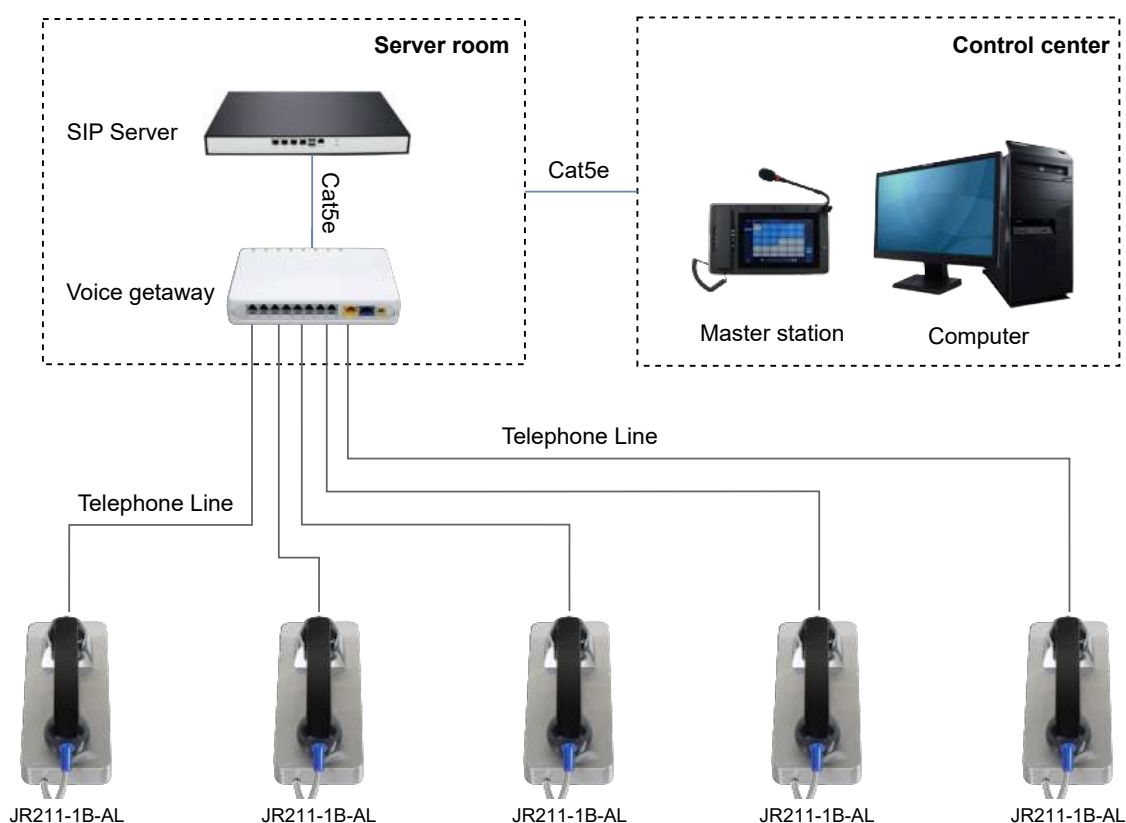 Server room
Control center
SIP Server
Cat5e
Cat5e
Voice getaway
Master station
Computer
Telephone Line
Telephone Line
JR211-1B-AL
JR211-1B-AL
JR211-1B-AL
JR211-1B-AL
JR211-1B-AL